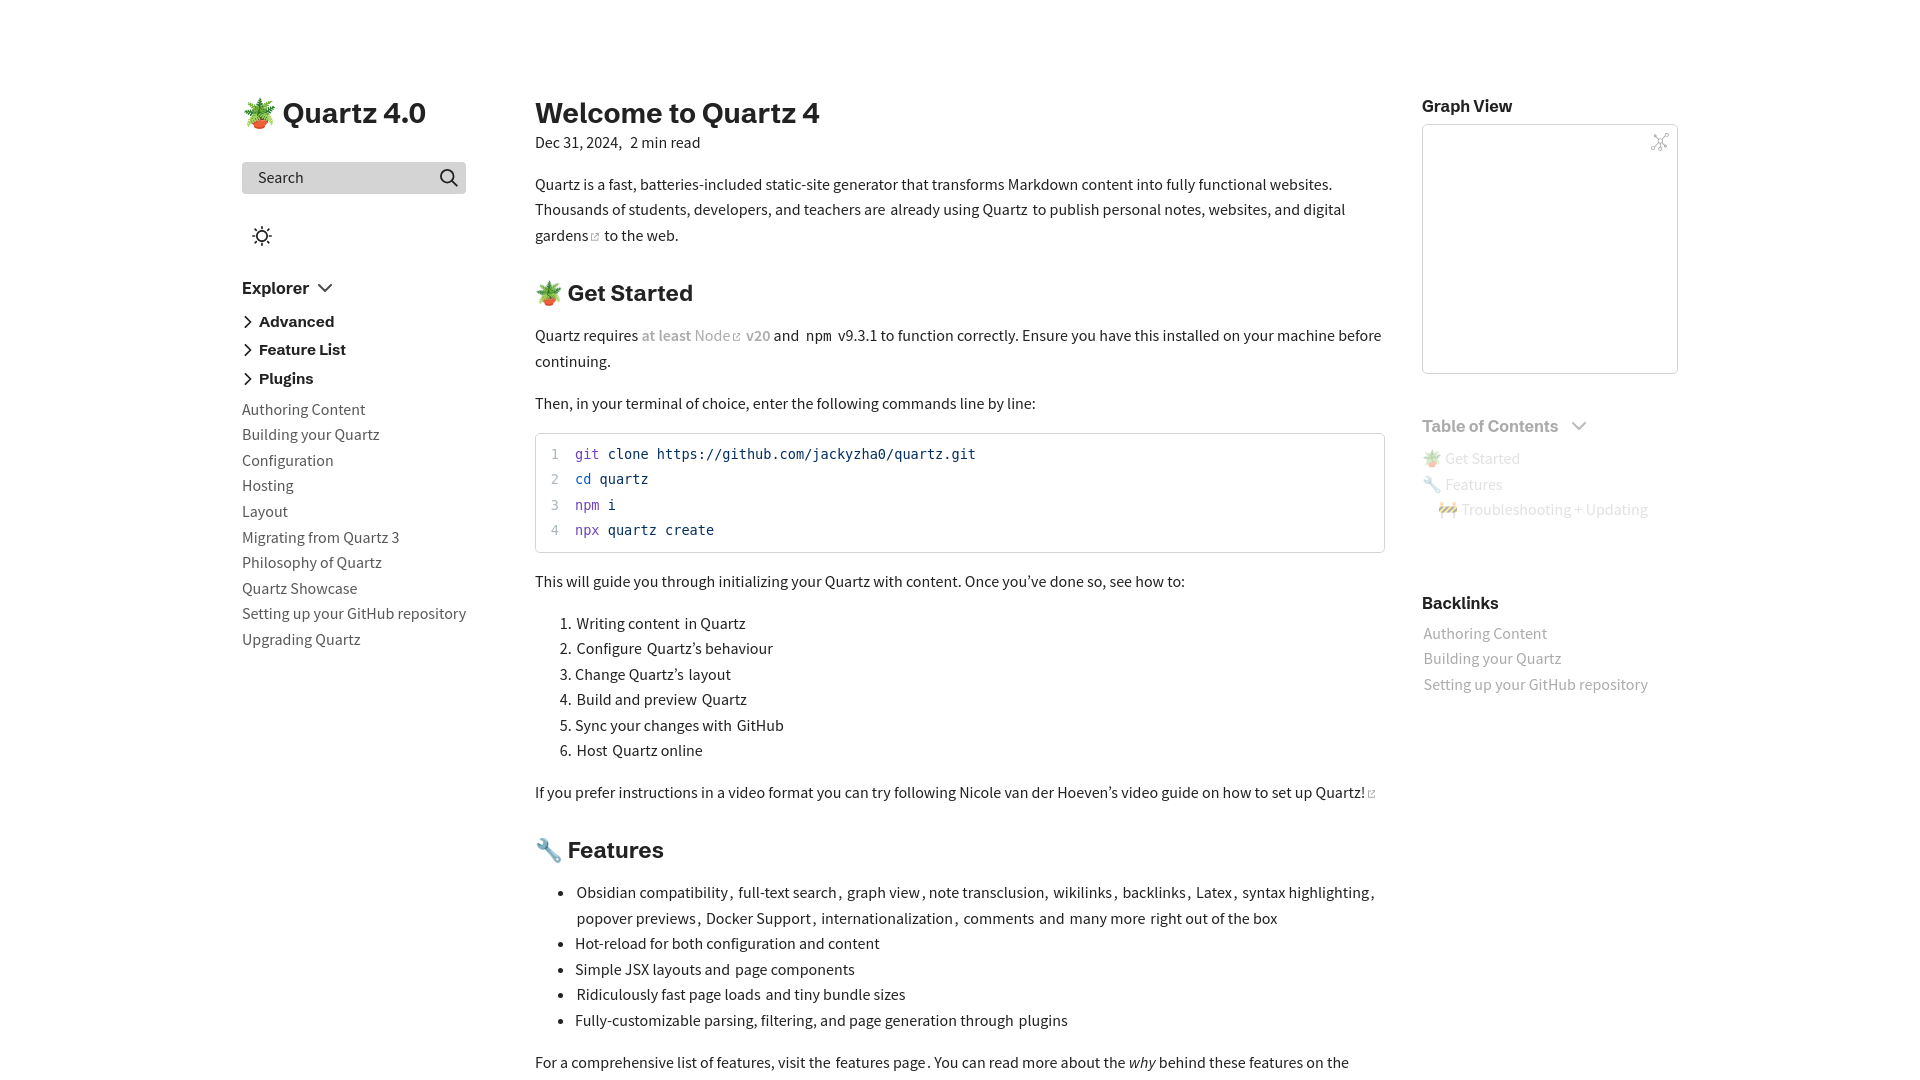 🪴 Quartz 4.0
Search
Explorer
Advanced
Feature List
Plugins
Authoring Content
Building your Quartz
Configuration
Hosting
Layout
Migrating from Quartz 3
Philosophy of Quartz
Quartz Showcase
Setting up your GitHub repository
Upgrading Quartz
Welcome to Quartz 4
Dec 31, 2024, 2 min read
Quartz is a fast, batteries-included static-site generator that transforms Markdown content into fully functional websites.
Thousands of students, developers, and teachers are already using Quartz to publish personal notes, websites, and digital
gardens to the web.
🪴 Get Started
Quartz requires at least Node v20 and npm v9.3.1 to function correctly. Ensure you have this installed on your machine before
continuing.
Then, in your terminal of choice, enter the following commands line by line:
1 git clone https://github.com/jackyzha0/quartz.git
2 cd quartz
3 npm i
4 npx quartz create
This will guide you through initializing your Quartz with content. Once you’ve done so, see how to:
1. Writing content in Quartz
2. Configure Quartz’s behaviour
3. Change Quartz’s layout
4. Build and preview Quartz
5. Sync your changes with GitHub
6. Host Quartz online
If you prefer instructions in a video format you can try following Nicole van der Hoeven’s video guide on how to set up Quartz!
🔧 Features
• Obsidian compatibility, full-text search, graph view, note transclusion, wikilinks, backlinks, Latex, syntax highlighting,
popover previews, Docker Support, internationalization, comments and many more right out of the box
• Hot-reload for both configuration and content
• Simple JSX layouts and page components
• Ridiculously fast page loads and tiny bundle sizes
• Fully-customizable parsing, filtering, and page generation through plugins
For a comprehensive list of features, visit the features page. You can read more about the why behind these features on the
Graph View
Table of Contents
🪴 Get Started
🔧 Features
🚧 Troubleshooting + Updating
Backlinks
Authoring Content
Building your Quartz
Setting up your GitHub repository